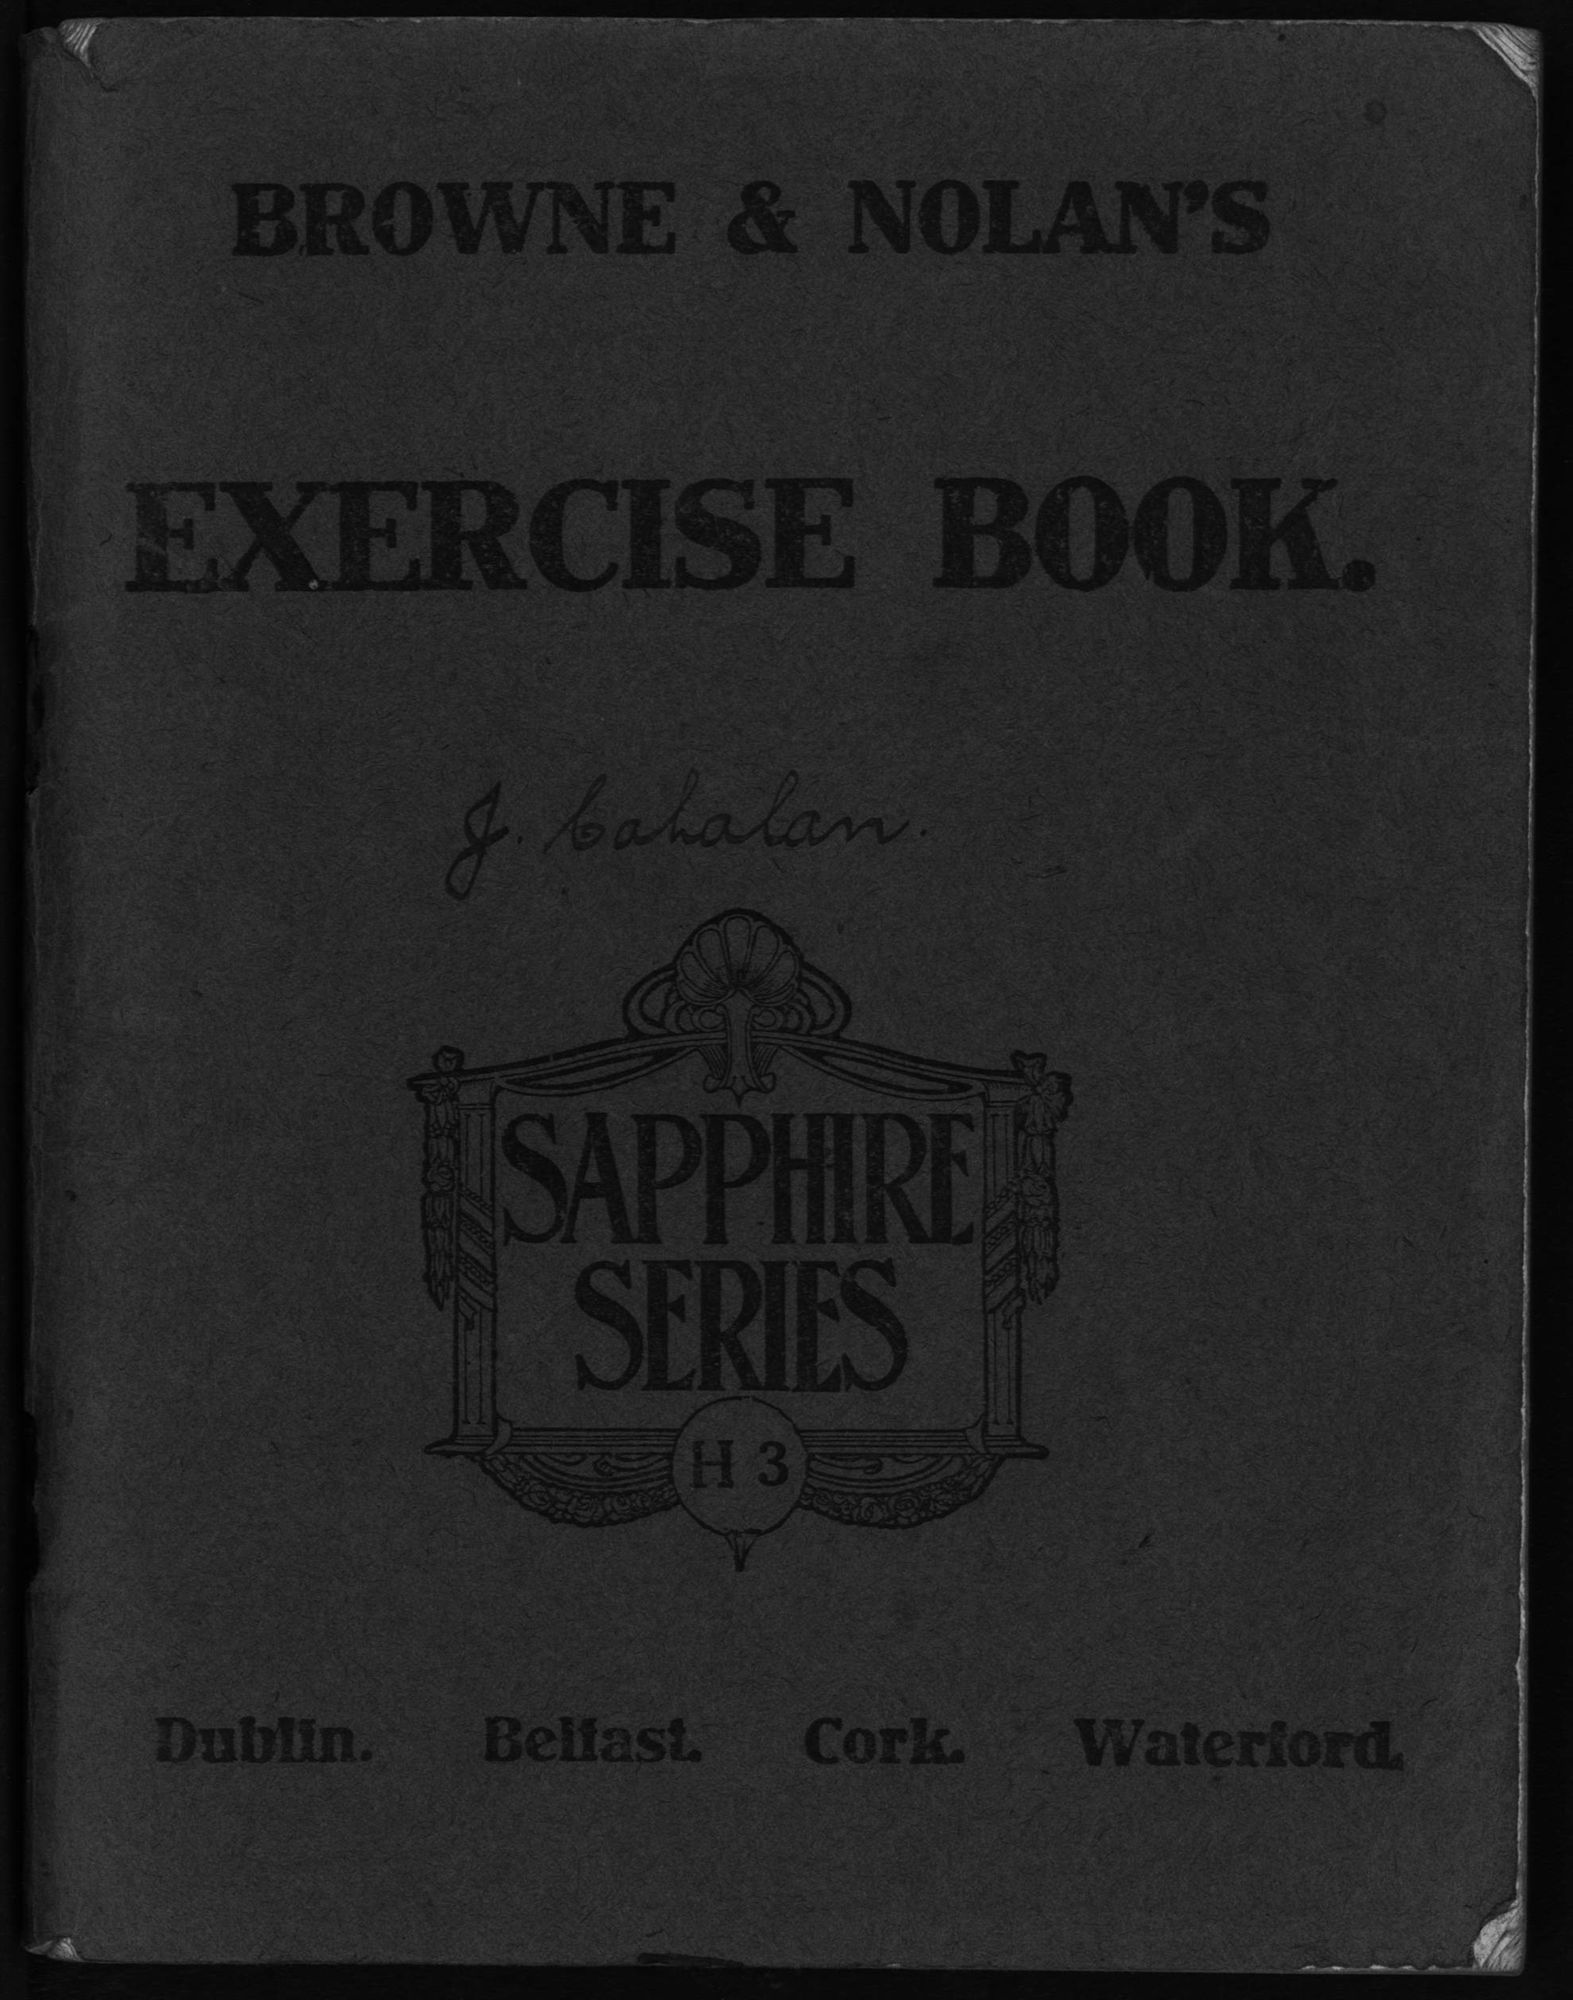 BROWNE & NOLAN'S
EXERCISE BOOK.
J. Cahalan.
SAPPHIRE
SERIES
H 3
Dublin. Belfast. Cork. Waterford.